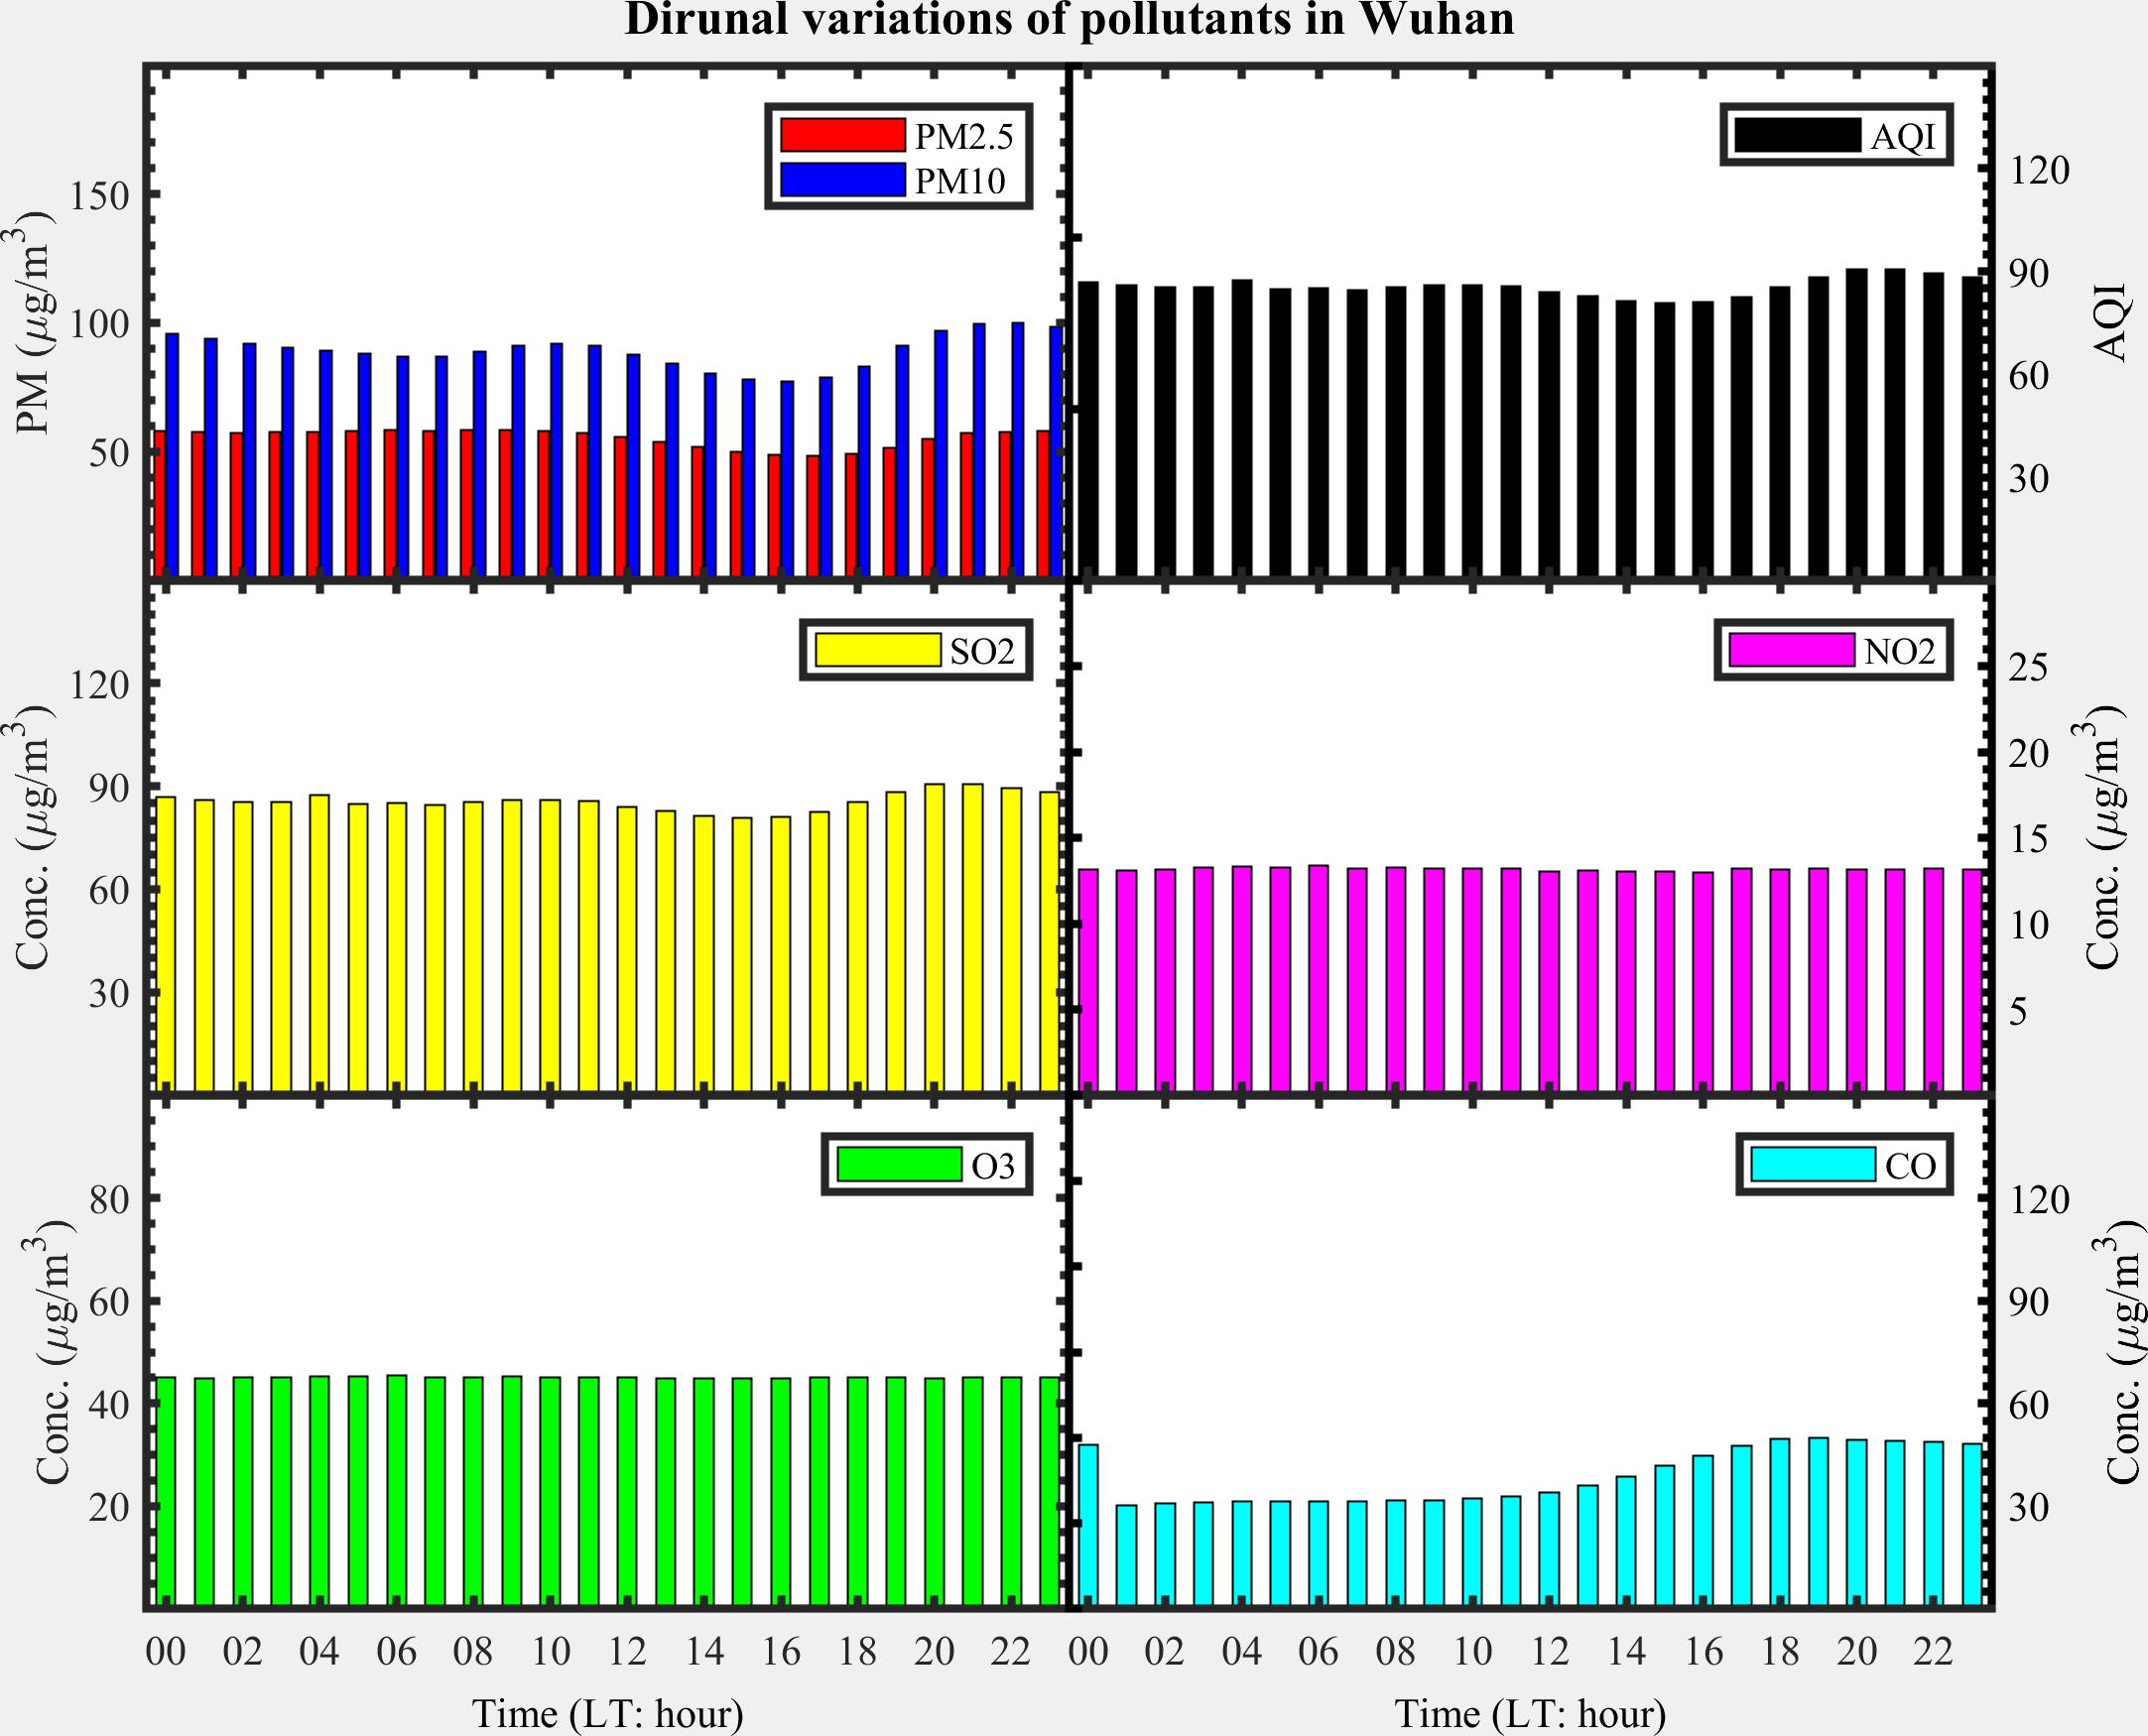 Dirunal variations of pollutants in Wuhan
PM2.5
PM10
150
100
50
PM (μg/m³)
AQI
120
90
60
30
AQI
SO2
120
90
60
30
Conc. (μg/m³)
NO2
25
20
15
10
5
Conc. (μg/m³)
O3
80
60
40
20
Conc. (μg/m³)
CO
120
90
60
30
Conc. (μg/m³)
00 02 04 06 08 10 12 14 16 18 20 22
00 02 04 06 08 10 12 14 16 18 20 22
Time (LT: hour)
Time (LT: hour)